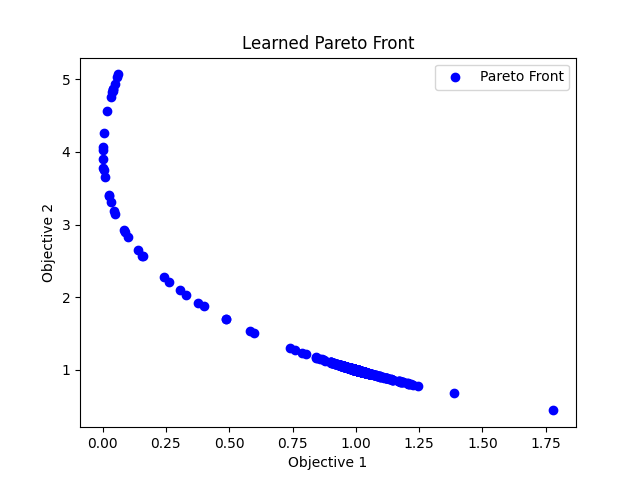 Learned Pareto Front
Pareto Front
5
4
3
2
1
Objective 2
0.00 0.25 0.50 0.75 1.00 1.25 1.50 1.75
Objective 1